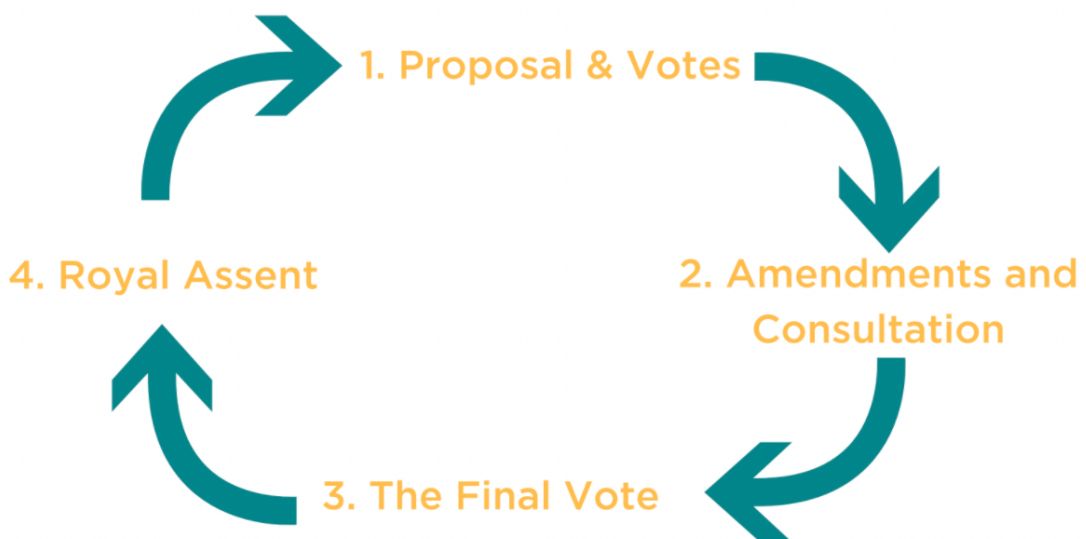 1. Proposal & Votes
2. Amendments and
Consultation
3. The Final Vote
4. Royal Assent